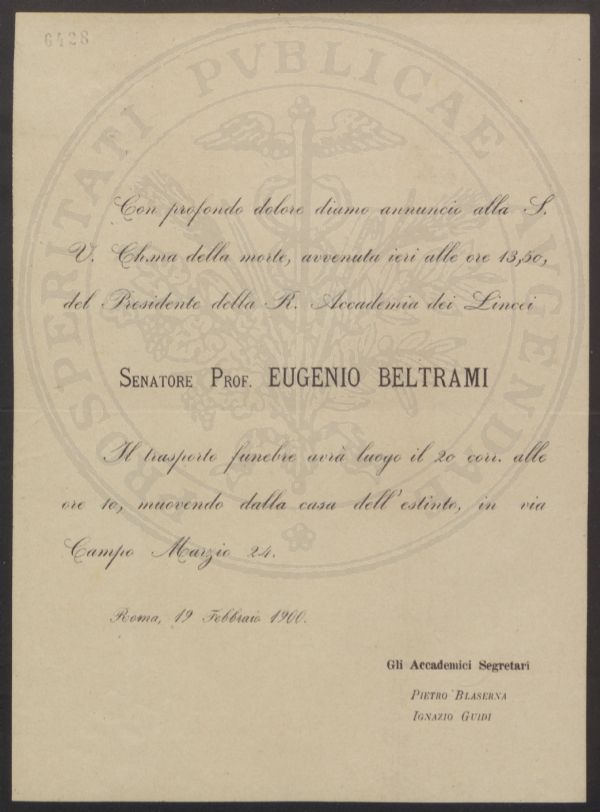 6428
PROSPERITATI PVBLICAE AVGENDAE
Con profondo dolore diamo annuncio alla S.
V. Ch.ma della morte, avvenuta ieri alle ore 13,50,
del Presidente della R. Accademia dei Lincei
SENATORE PROF. EUGENIO BELTRAMI
Il trasporto funebre avrà luogo il 20 corr. alle
ore 10, muovendo dalla casa dell'estinto, in via
Campo Marzio 24.
Roma, 19 Febbraio 1900.
Gli Accademici Segretari
PIETRO BLASERNA
IGNAZIO GUIDI